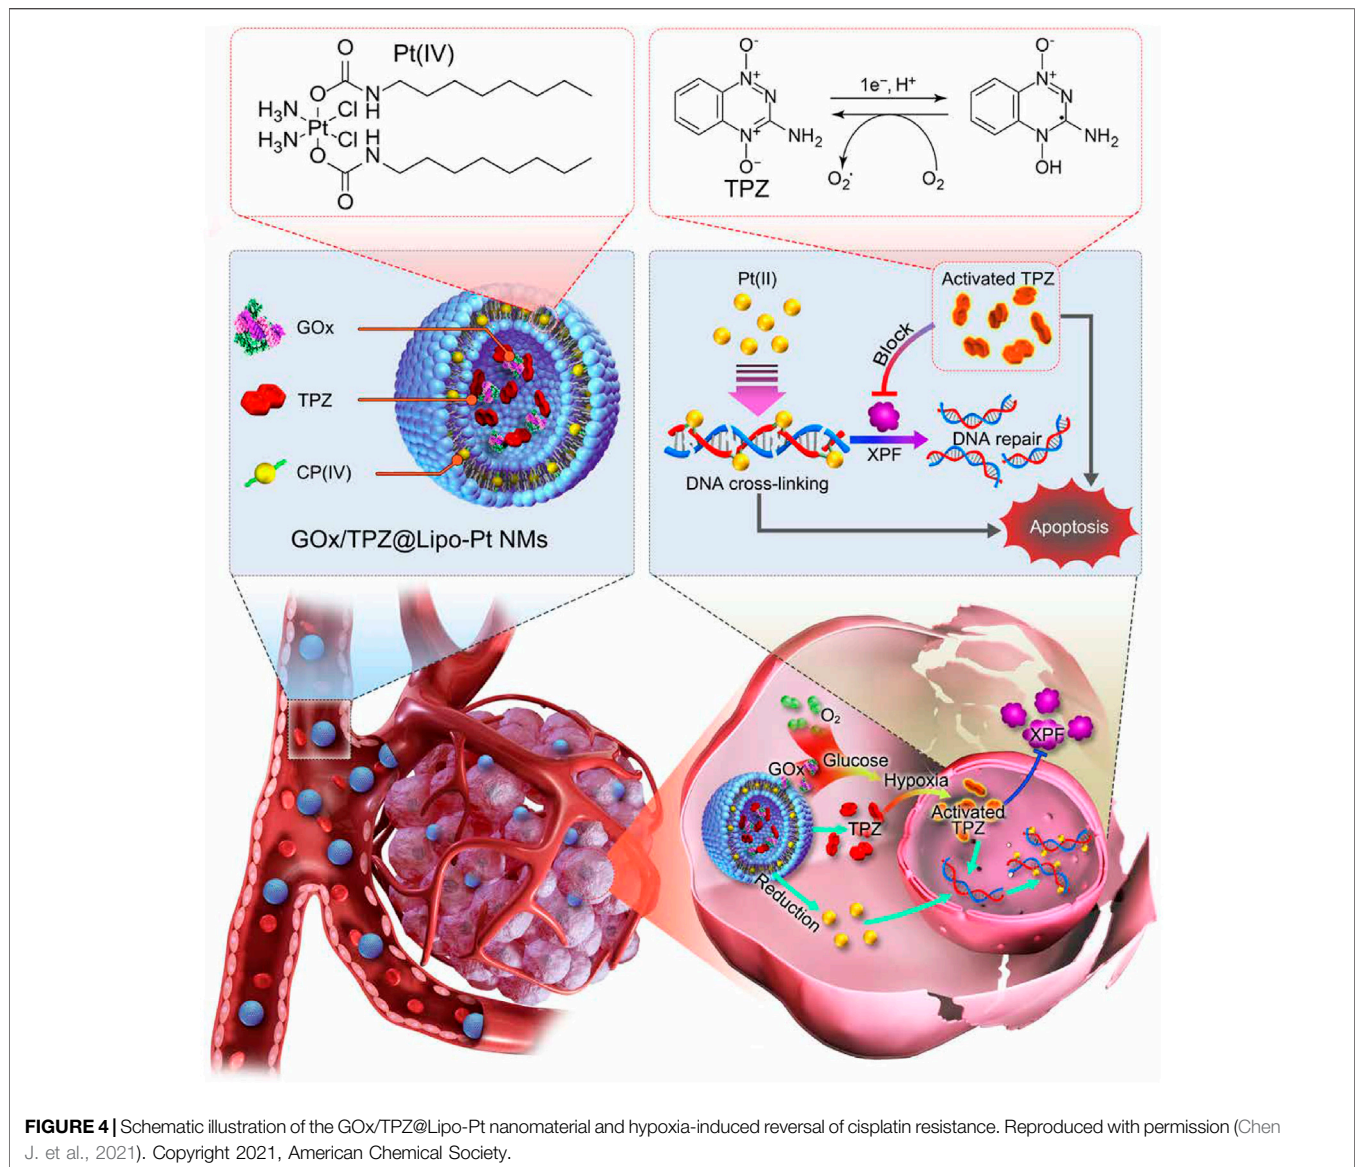 Pt(IV)
O
O
N
H
H₃N
Cl
Pt
H₃N
Cl
O
H
N
O
O⁻
N⁺
N
N⁺
NH₂
O⁻
TPZ
1e⁻, H⁺
O₂˙
O₂
O⁻
N⁺
N
N
NH₂
OH
GOx
TPZ
CP(IV)
GOx/TPZ@Lipo-Pt NMs
Pt(II)
Activated TPZ
Block
DNA repair
XPF
DNA cross-linking
Apoptosis
O₂
GOx
Glucose
Hypoxia
XPF
TPZ
Activated
TPZ
Reduction
FIGURE 4 | Schematic illustration of the GOx/TPZ@Lipo-Pt nanomaterial and hypoxia-induced reversal of cisplatin resistance. Reproduced with permission (Chen
J. et al., 2021). Copyright 2021, American Chemical Society.